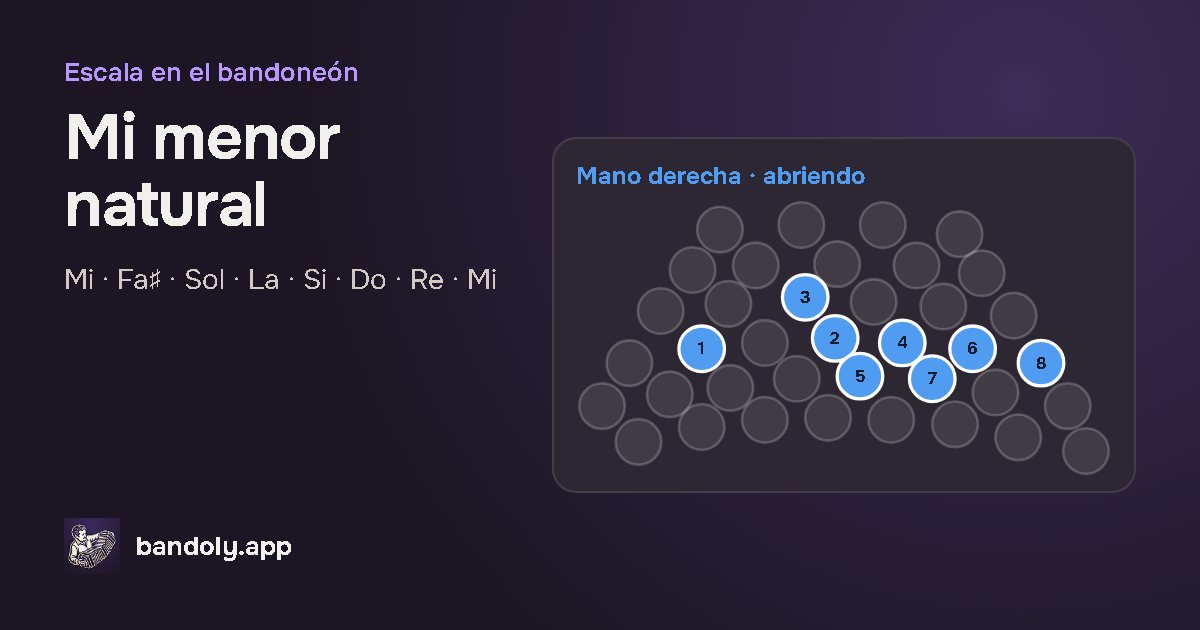 Escala en el bandoneón
Mi menor
natural
Mi · Fa♯ · Sol · La · Si · Do · Re · Mi
Mano derecha · abriendo
3
1
2
4
6
8
5
7
bandoly.app